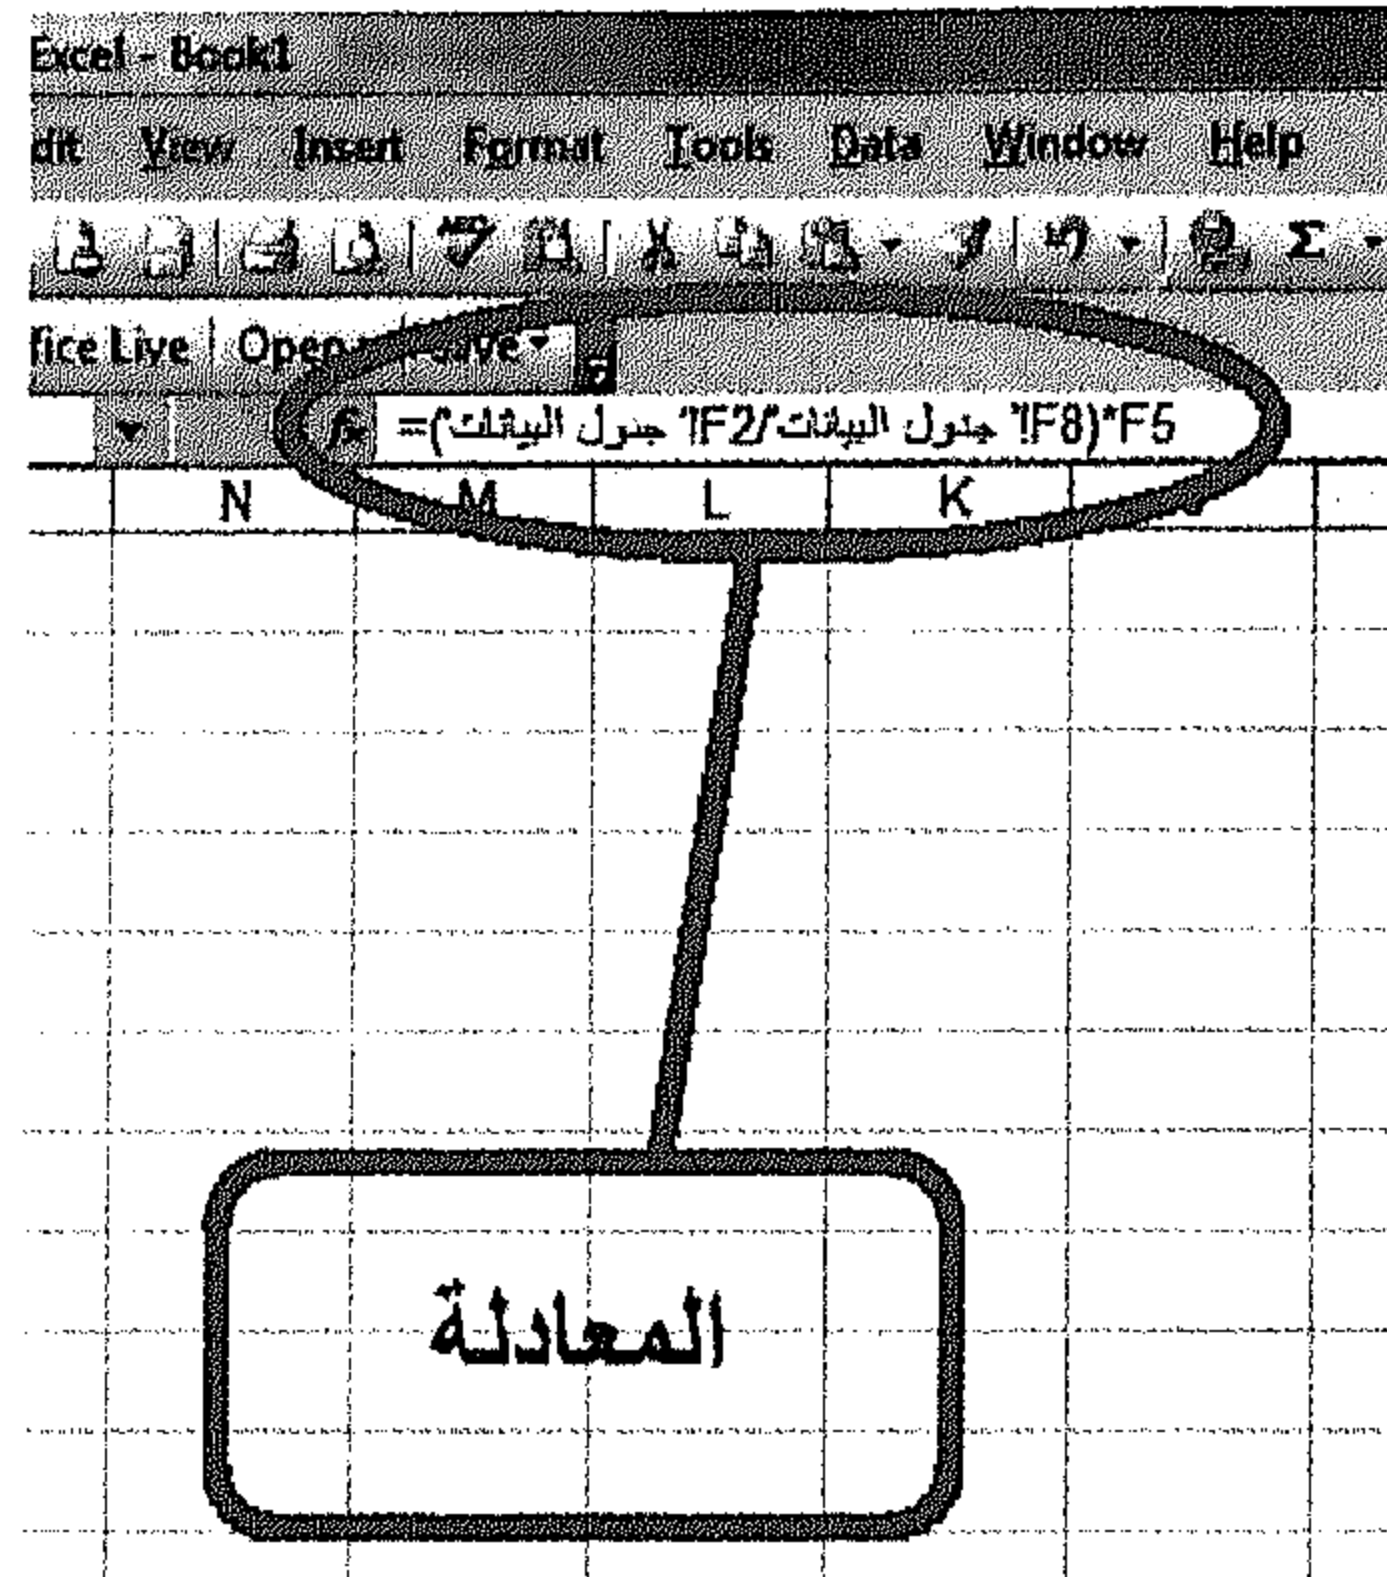 Excel - Book1
dit View Insert Format Tools Data Window Help
fice Live Open
=('جدول البيانات'!F2/'جدول البيانات'!F8)*F5
N M L K
المعادلة